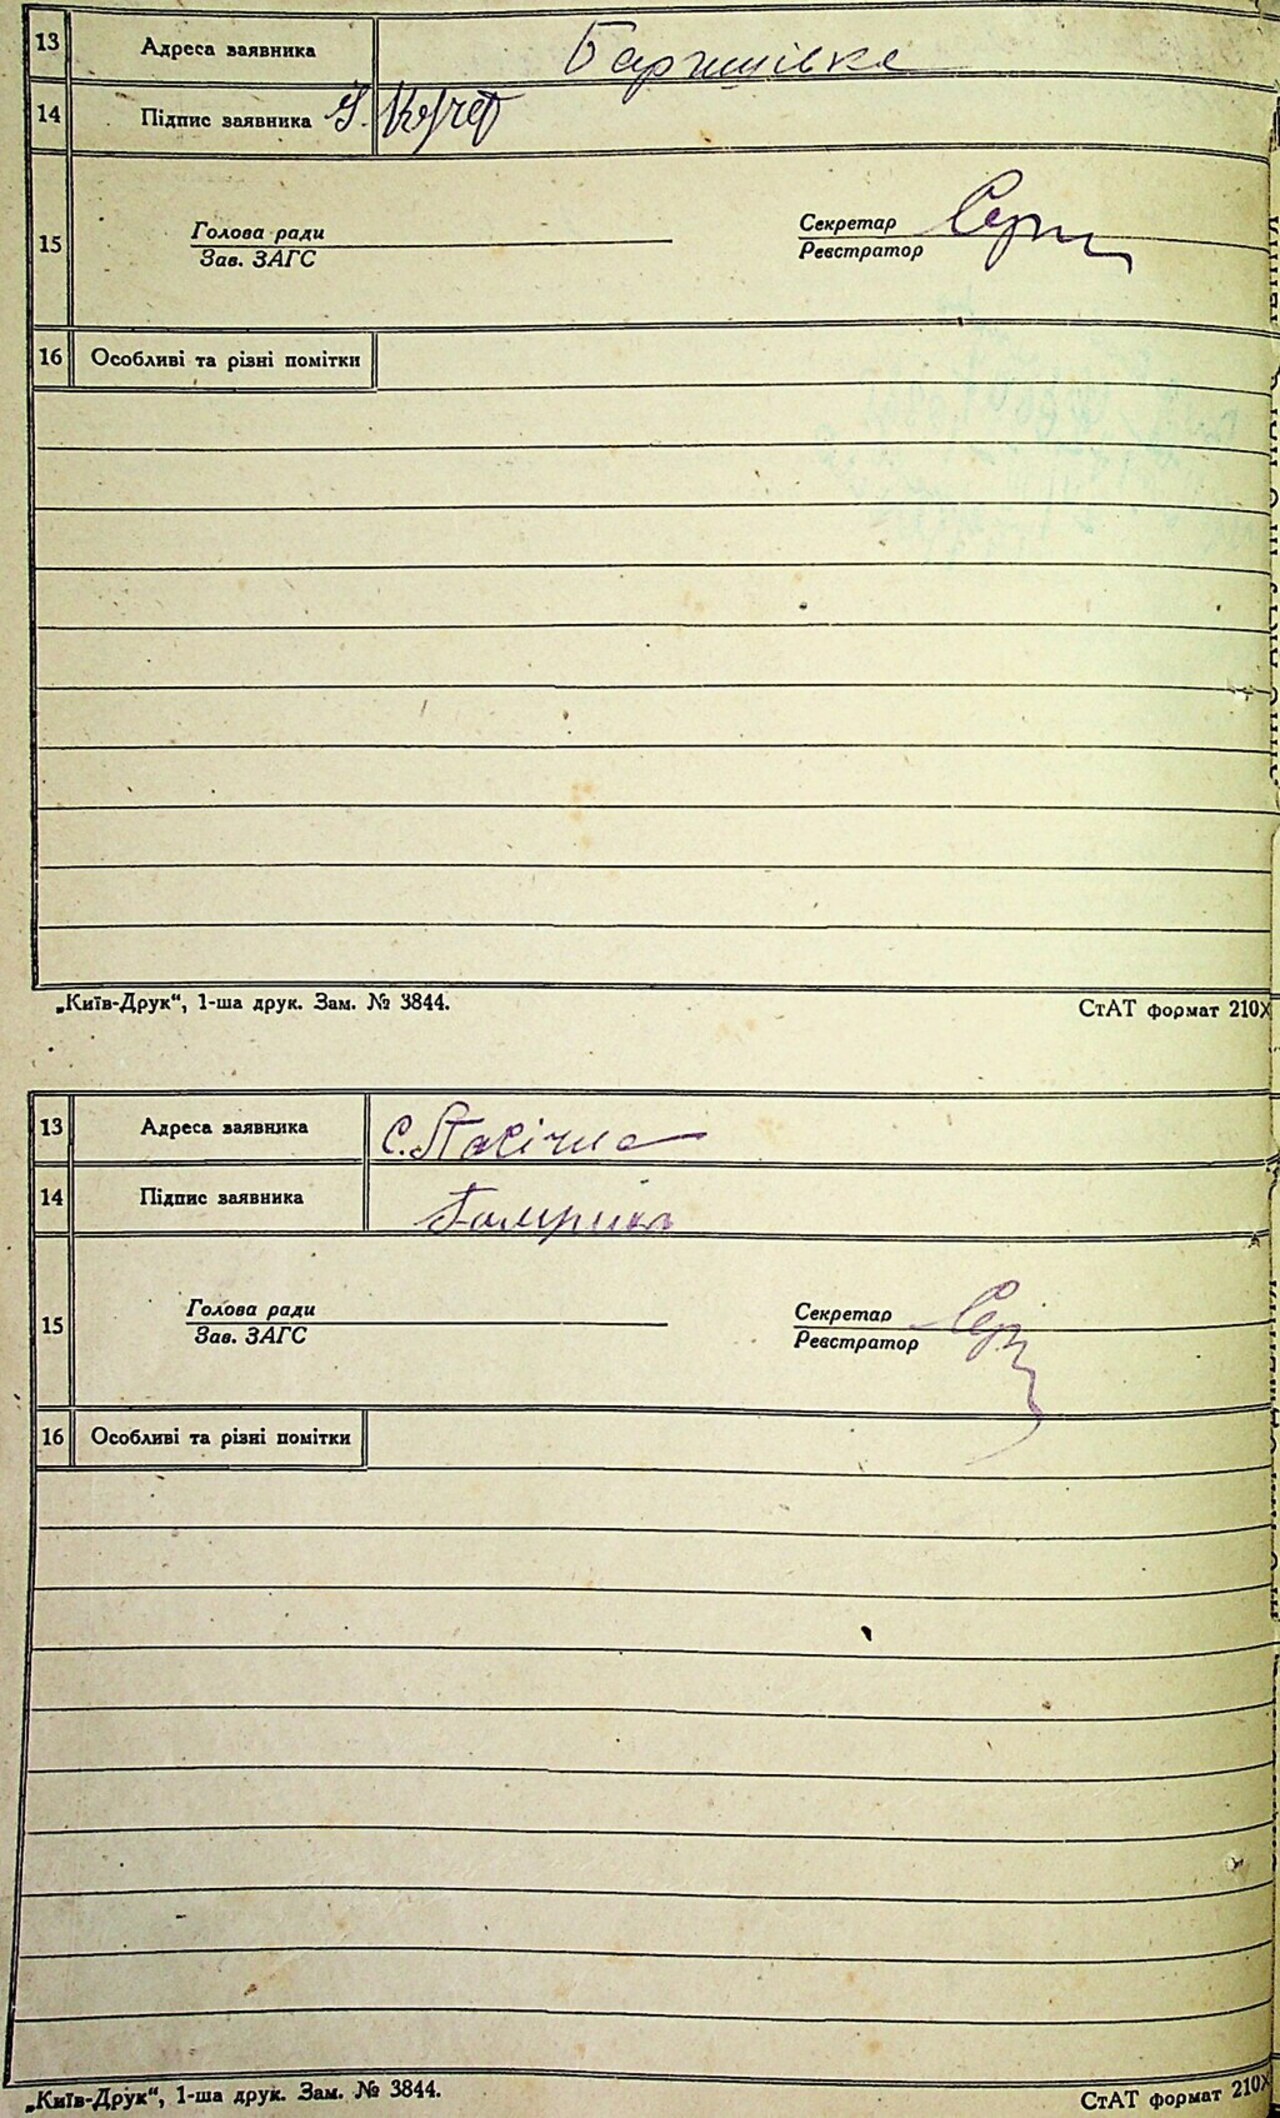 13 Адреса заявника
14 Підпис заявника
15 Голова ради Секретар
Зав. ЗАГС Реєстратор
16 Особливі та різні помітки
„Київ-Друк“, 1-ша друк. Зам. № 3844. СтАТ формат 210Х
13 Адреса заявника с. Пасічна
14 Підпис заявника
15 Голова ради Секретар
Зав. ЗАГС Реєстратор
16 Особливі та різні помітки
„Київ-Друк“, 1-ша друк. Зам. № 3844. СтАТ формат 210Х